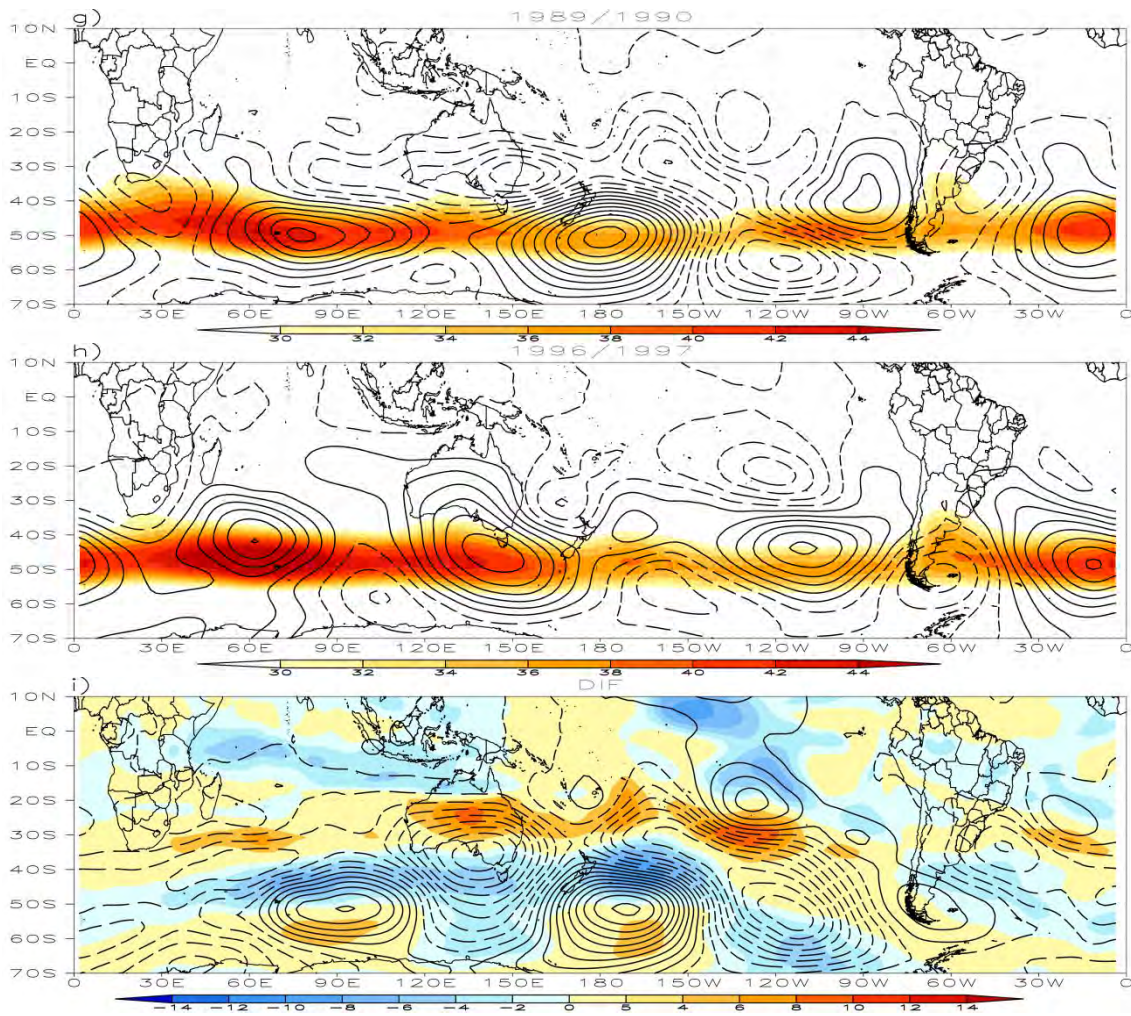 g)
1989/1990
10N
EQ
10S
20S
30S
40S
50S
60S
70S
0 30E 60E 90E 120E 150E 180 150W 120W 90W 60W 30W 0
30 32 34 36 38 40 42 44
h)
1996/1997
10N
EQ
10S
20S
30S
40S
50S
60S
70S
0 30E 60E 90E 120E 150E 180 150W 120W 90W 60W 30W 0
30 32 34 36 38 40 42 44
i)
DIF
10N
EQ
10S
20S
30S
40S
50S
60S
70S
0 30E 60E 90E 120E 150E 180 150W 120W 90W 60W 30W 0
-14 -12 -10 -8 -6 -4 -2 0 5 4 6 8 10 12 14